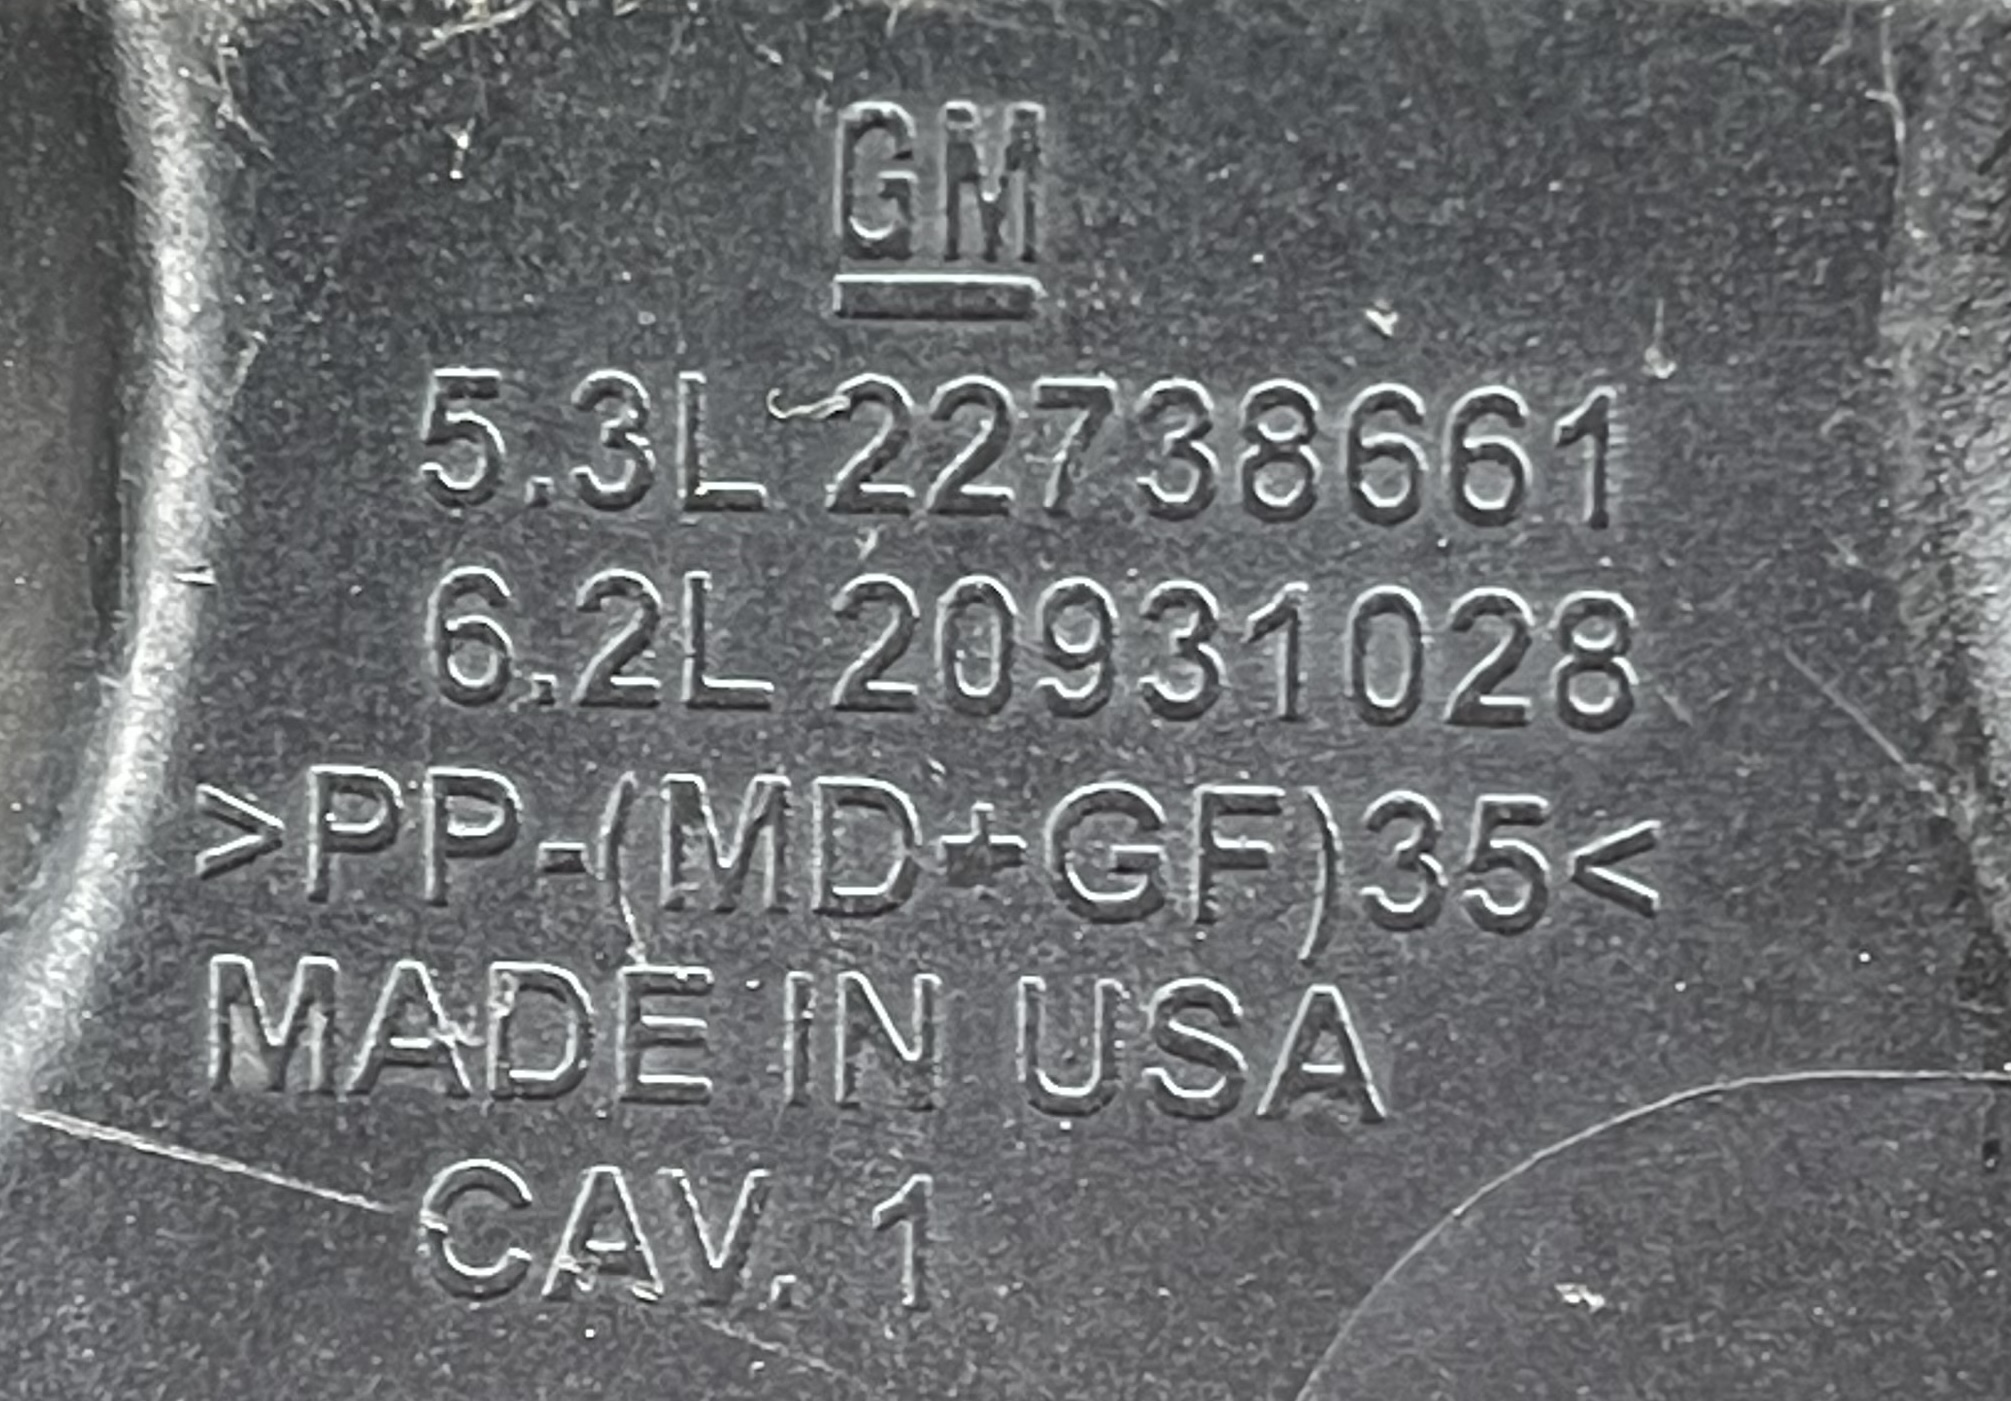 GM
5.3L 22738661
6.2L 20931028
>PP-(MD+GF)35<
MADE IN USA
CAV. 1